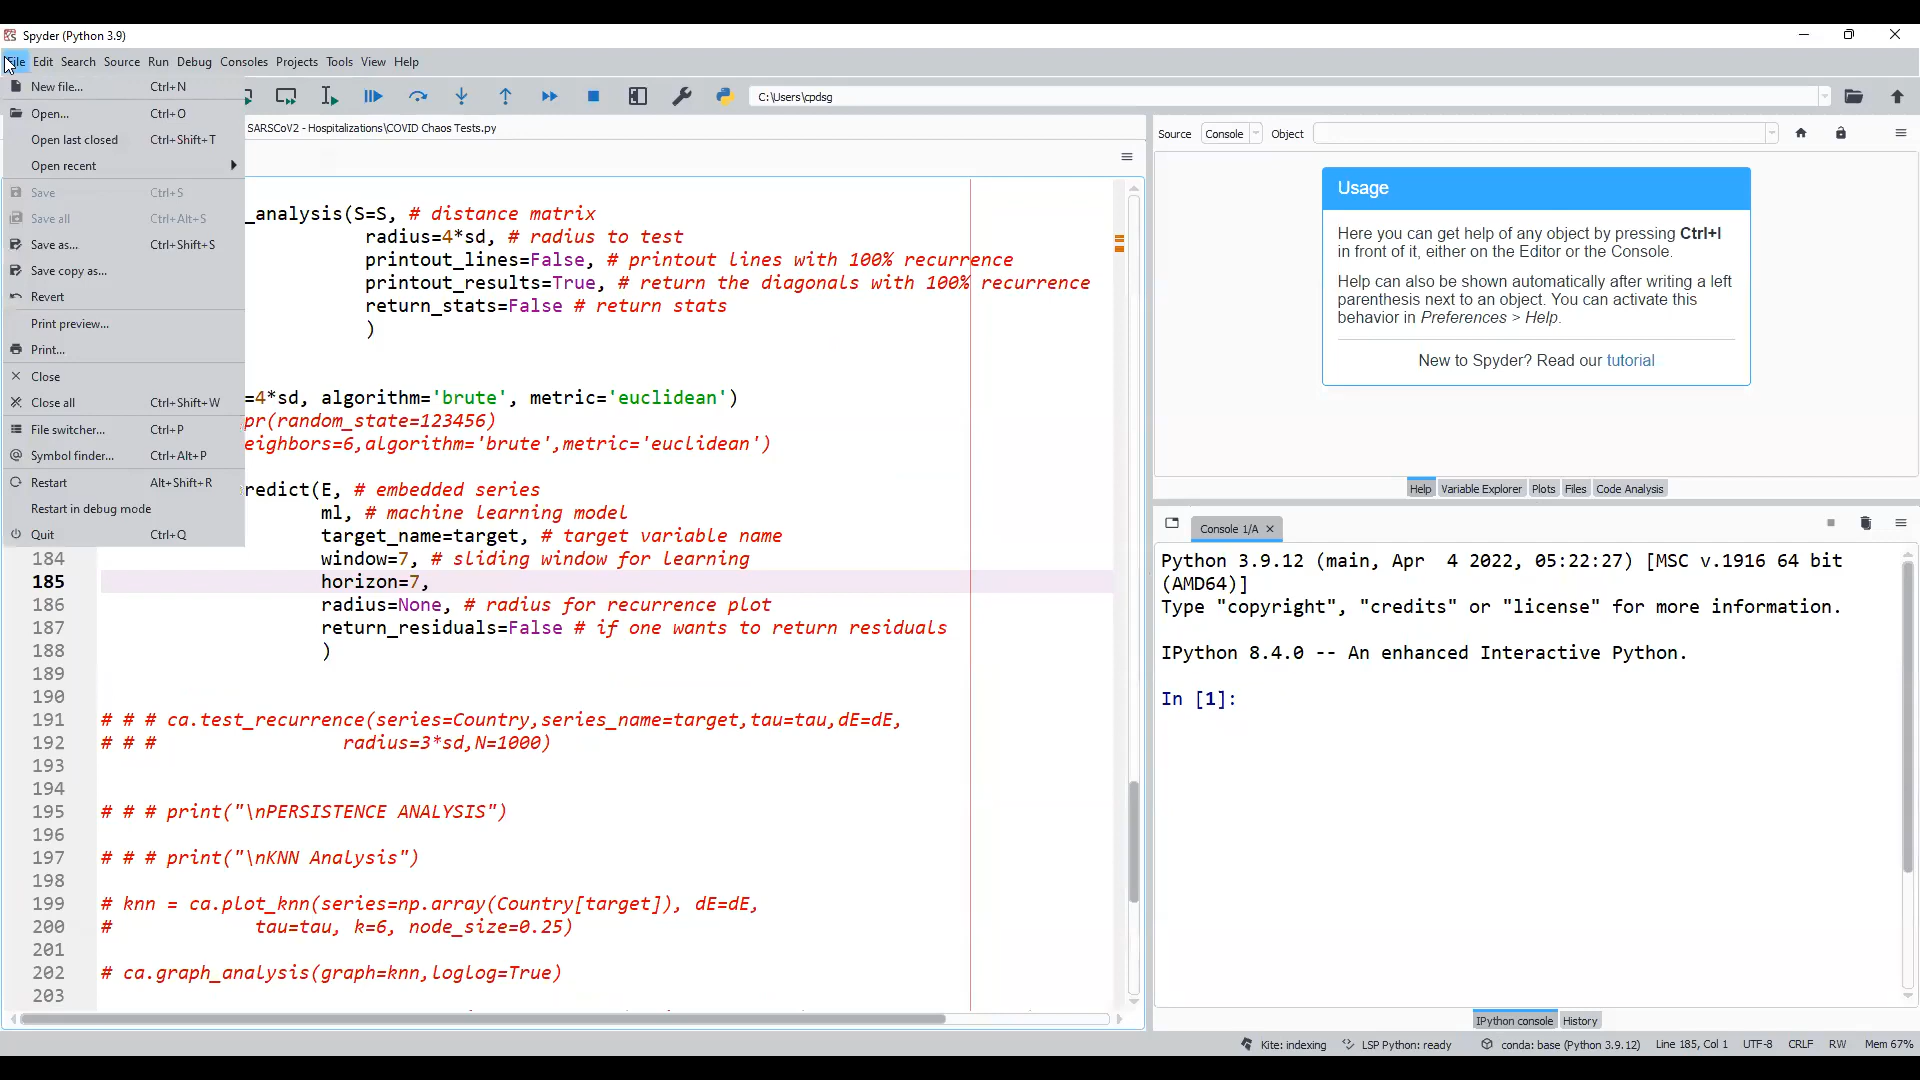 Spyder (Python 3.9)
File Edit Search Source Run Debug Consoles Projects Tools View Help
New file... Ctrl+N
Open... Ctrl+O
Open last closed Ctrl+Shift+T
Open recent
Save Ctrl+S
Save all Ctrl+Alt+S
Save as... Ctrl+Shift+S
Save copy as...
Revert
Print preview...
Print...
Close
Close all Ctrl+Shift+W
File switcher... Ctrl+P
Symbol finder... Ctrl+Alt+P
Restart Alt+Shift+R
Restart in debug mode
Quit Ctrl+Q
C:\Users\cpdsg
SARSCoV2 - Hospitalizations\COVID Chaos Tests.py
_analysis(S=S, # distance matrix
radius=4*sd, # radius to test
printout_lines=False, # printout lines with 100% recurrence
printout_results=True, # return the diagonals with 100% recurrence
return_stats=False # return stats
)
=4*sd, algorithm='brute', metric='euclidean')
pr(random_state=123456)
eighbors=6,algorithm='brute',metric='euclidean')
redict(E, # embedded series
ml, # machine learning model
target_name=target, # target variable name
184 window=7, # sliding window for learning
185 horizon=7,
186 radius=None, # radius for recurrence plot
187 return_residuals=False # if one wants to return residuals
188 )
189
190
191 # # # ca.test_recurrence(series=Country,series_name=target,tau=tau,dE=dE,
192 # # # radius=3*sd,N=1000)
193
194
195 # # # print("\nPERSISTENCE ANALYSIS")
196
197 # # # print("\nKNN Analysis")
198
199 # knn = ca.plot_knn(series=np.array(Country[target]), dE=dE,
200 # tau=tau, k=6, node_size=0.25)
201
202 # ca.graph_analysis(graph=knn,loglog=True)
203
Source Console Object
Usage
Here you can get help of any object by pressing Ctrl+I
in front of it, either on the Editor or the Console.
Help can also be shown automatically after writing a left
parenthesis next to an object. You can activate this
behavior in Preferences > Help.
New to Spyder? Read our tutorial
Help Variable Explorer Plots Files Code Analysis
Console 1/A
Python 3.9.12 (main, Apr  4 2022, 05:22:27) [MSC v.1916 64 bit
(AMD64)]
Type "copyright", "credits" or "license" for more information.
IPython 8.4.0 -- An enhanced Interactive Python.
In [1]:
IPython console History
Kite: indexing LSP Python: ready conda: base (Python 3.9.12) Line 185, Col 1 UTF-8 CRLF RW Mem 67%